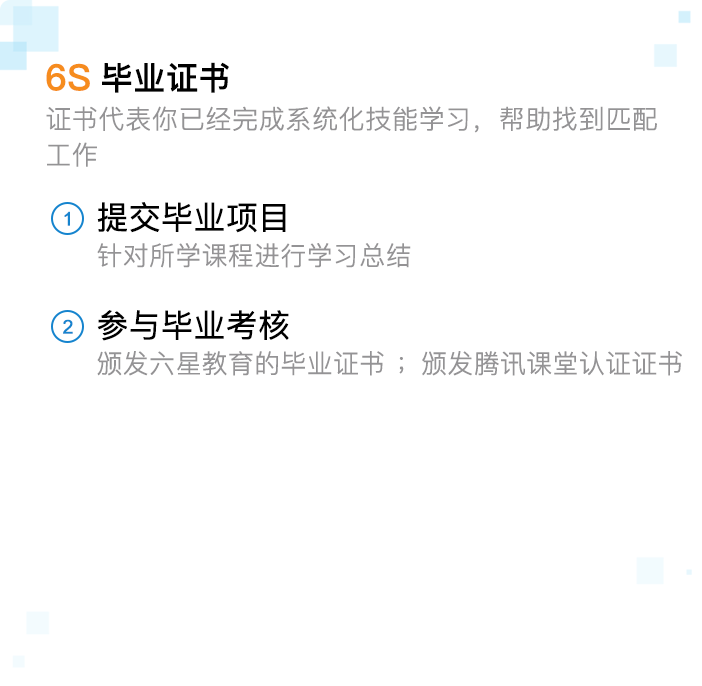 6S 毕业证书
证书代表你已经完成系统化技能学习，帮助找到匹配
工作
1 提交毕业项目
针对所学课程进行学习总结
2 参与毕业考核
颁发六星教育的毕业证书 ；颁发腾讯课堂认证证书